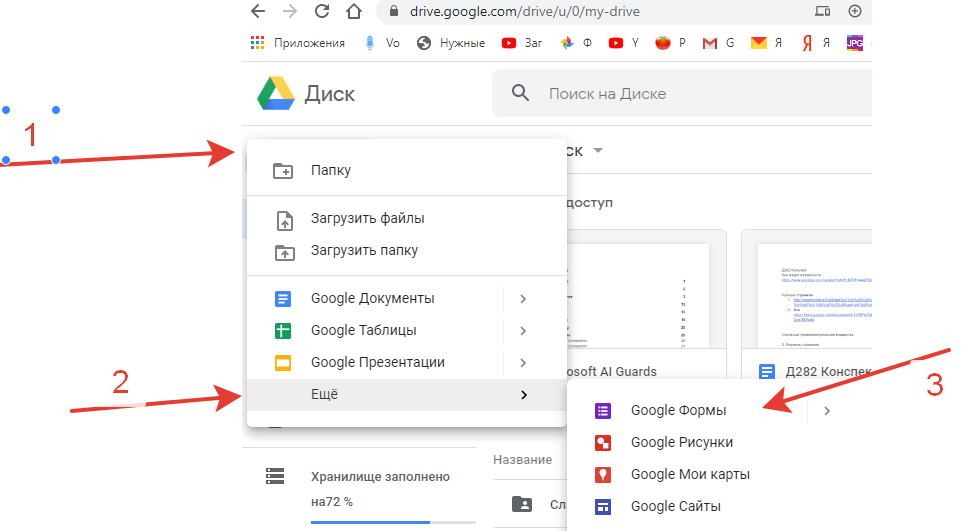 drive.google.com/drive/u/0/my-drive
Приложения Vo Нужные Заг Ф Y Р G Я Я JPG
Диск
Поиск на Диске
1
ск
Папку
доступ
Загрузить файлы
Загрузить папку
Google Документы
Google Таблицы
Google Презентации
2
Ещё
osoft AI Guards
Д282 Конспек
3
Google Формы
Google Рисунки
Google Мои карты
Google Сайты
Название
Хранилище заполнено
на72 %
Сл